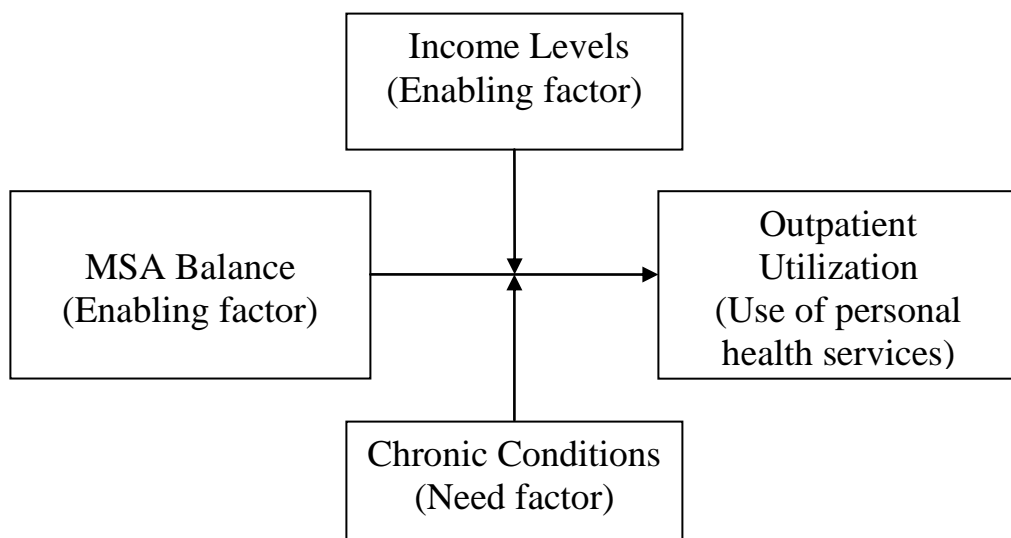 Income Levels
(Enabling factor)
MSA Balance
(Enabling factor)
Outpatient
Utilization
(Use of personal
health services)
Chronic Conditions
(Need factor)